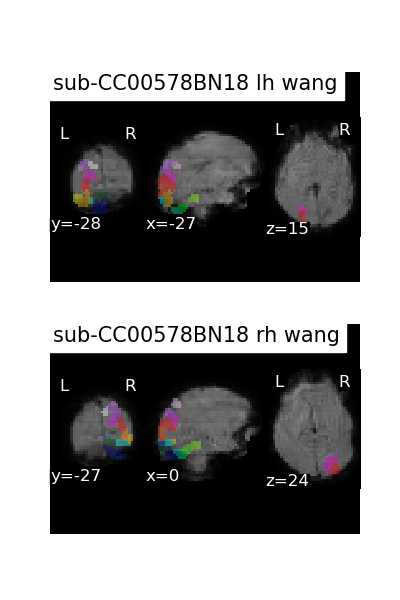 sub-CC00578BN18 lh wang
L R L R
y=-28 x=-27 z=15
sub-CC00578BN18 rh wang
L R L R
y=-27 x=0 z=24